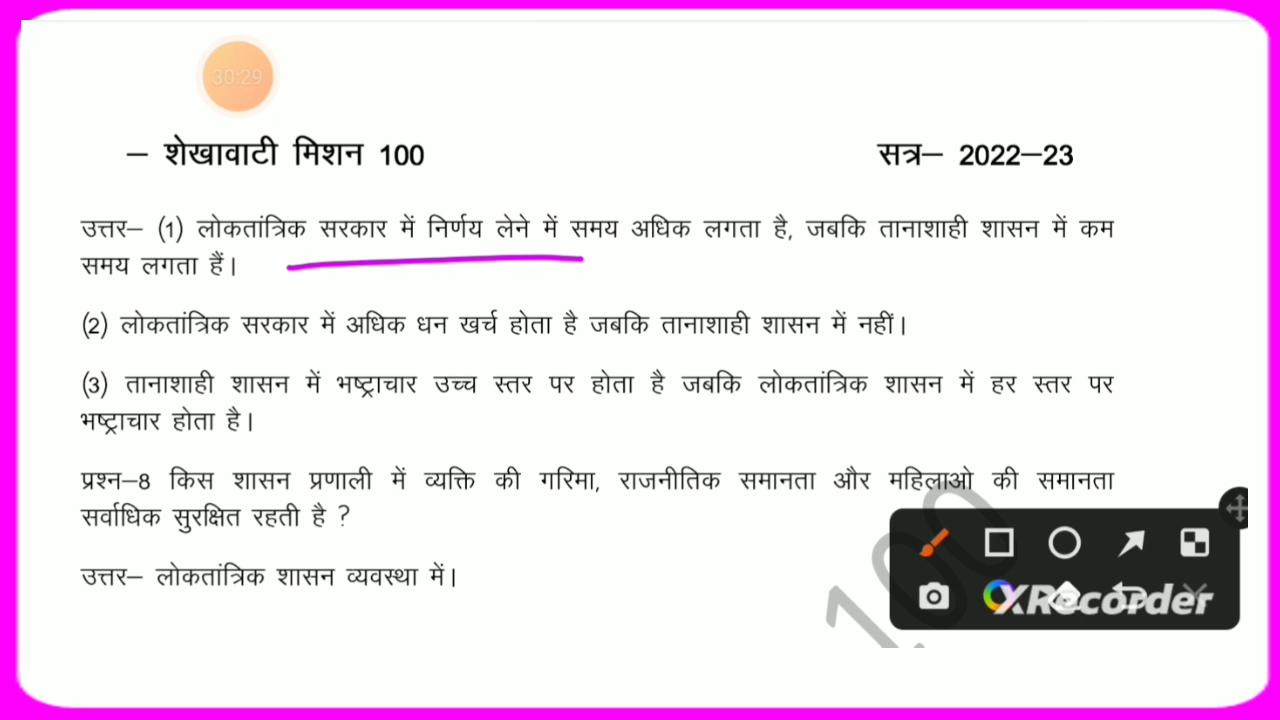 30:29
– शेखावाटी मिशन 100 सत्र– 2022–23
उत्तर– (1) लोकतांत्रिक सरकार में निर्णय लेने में समय अधिक लगता है, जबकि तानाशाही शासन में कम
समय लगता हैं।
(2) लोकतांत्रिक सरकार में अधिक धन खर्च होता है जबकि तानाशाही शासन में नहीं।
(3) तानाशाही शासन में भष्ट्राचार उच्च स्तर पर होता है जबकि लोकतांत्रिक शासन में हर स्तर पर
भष्ट्राचार होता है।
प्रश्न–8 किस शासन प्रणाली में व्यक्ति की गरिमा, राजनीतिक समानता और महिलाओ की समानता
सर्वाधिक सुरक्षित रहती है ?
उत्तर– लोकतांत्रिक शासन व्यवस्था में।
100
XRecorder